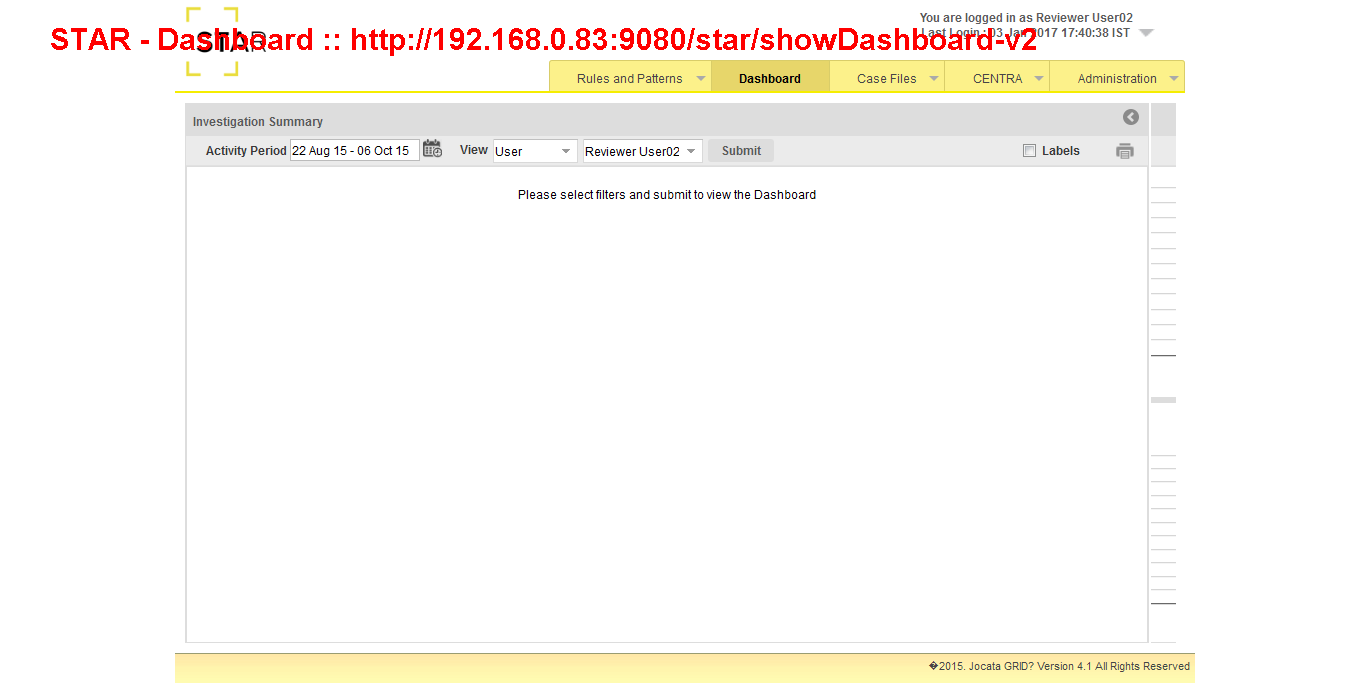 You are logged in as Reviewer User02
STAR
STAR - Dashboard :: http://192.168.0.83:9080/star/showDashboard-v2
Last Login : 03 Jan 2017 17:40:38 IST
Rules and Patterns Dashboard Case Files CENTRA Administration
Investigation Summary
Activity Period 22 Aug 15 - 06 Oct 15 View User Reviewer User02 Submit Labels
Please select filters and submit to view the Dashboard
�2015. Jocata GRID? Version 4.1 All Rights Reserved